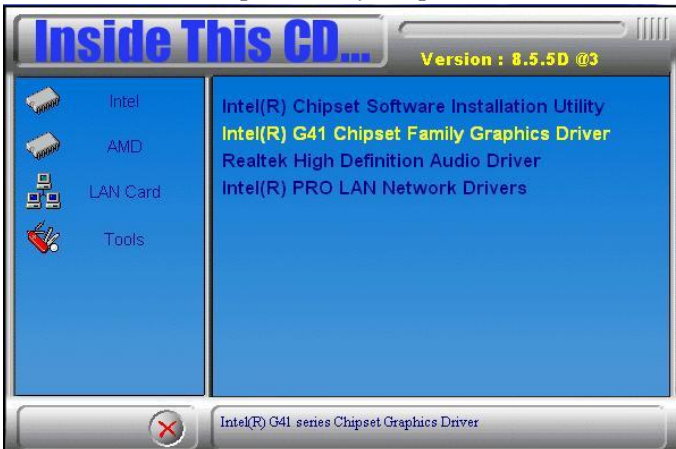 Inside This CD...
Version : 8.5.5D @3
Intel
AMD
LAN Card
Tools
Intel(R) Chipset Software Installation Utility
Intel(R) G41 Chipset Family Graphics Driver
Realtek High Definition Audio Driver
Intel(R) PRO LAN Network Drivers
Intel(R) G41 series Chipset Graphics Driver